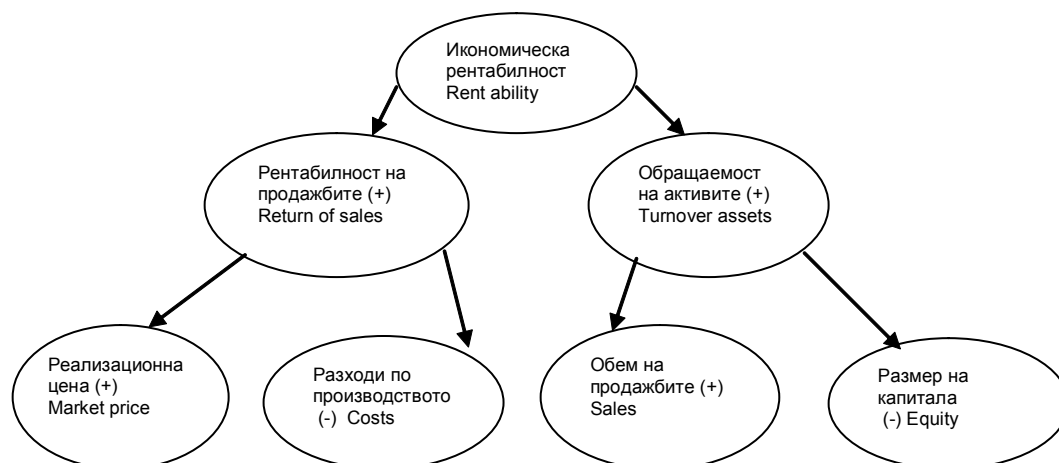 Икономическа
рентабилност
Rent ability
Рентабилност на
продажбите (+)
Return of sales
Обращаемост
на активите (+)
Turnover assets
Реализационна
цена (+)
Market price
Разходи по
производството
(-) Costs
Обем на
продажбите (+)
Sales
Размер на
капитала
(-) Equity